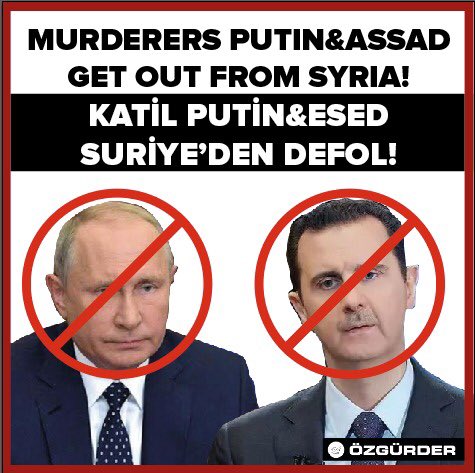 MURDERERS PUTIN&ASSAD
GET OUT FROM SYRIA!
KATİL PUTİN&ESED
SURİYE'DEN DEFOL!
ÖZGÜRDER